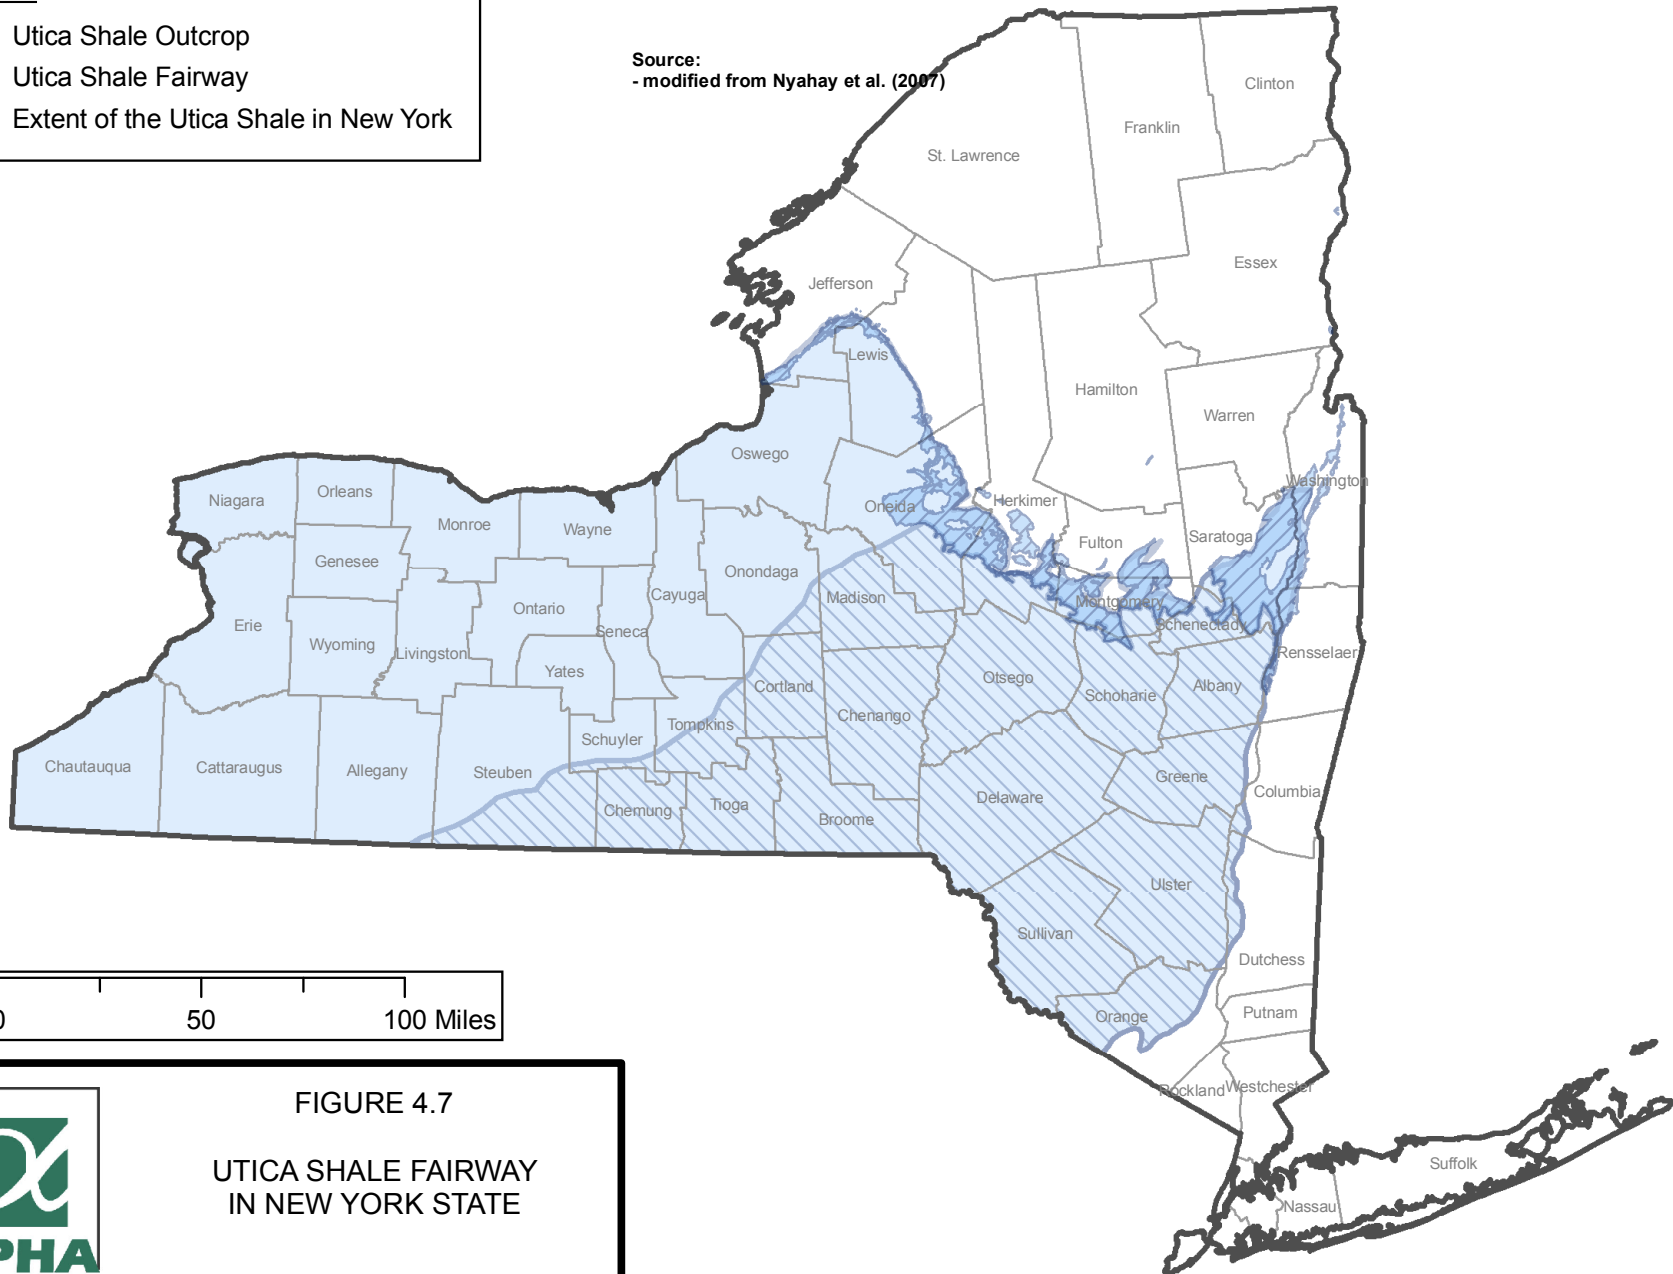 Utica Shale Outcrop
Utica Shale Fairway
Extent of the Utica Shale in New York
Source:
- modified from Nyahay et al. (2007)
Clinton
Franklin
St. Lawrence
Essex
Jefferson
Lewis
Hamilton
Warren
Oswego
Washington
Niagara
Orleans
Herkimer
Oneida
Monroe
Wayne
Saratoga
Fulton
Genesee
Onondaga
Cayuga
Madison
Montgomery
Ontario
Erie
Seneca
Schenectady
Wyoming
Livingston
Rensselaer
Yates
Otsego
Cortland
Albany
Schoharie
Chenango
Tompkins
Schuyler
Chautauqua
Cattaraugus
Allegany
Steuben
Greene
Columbia
Delaware
Tioga
Chemung
Broome
Ulster
Sullivan
Dutchess
Putnam
Orange
0 50 100 Miles
Rockland
Westchester
FIGURE 4.7
UTICA SHALE FAIRWAY
IN NEW YORK STATE
Suffolk
Nassau
PHA